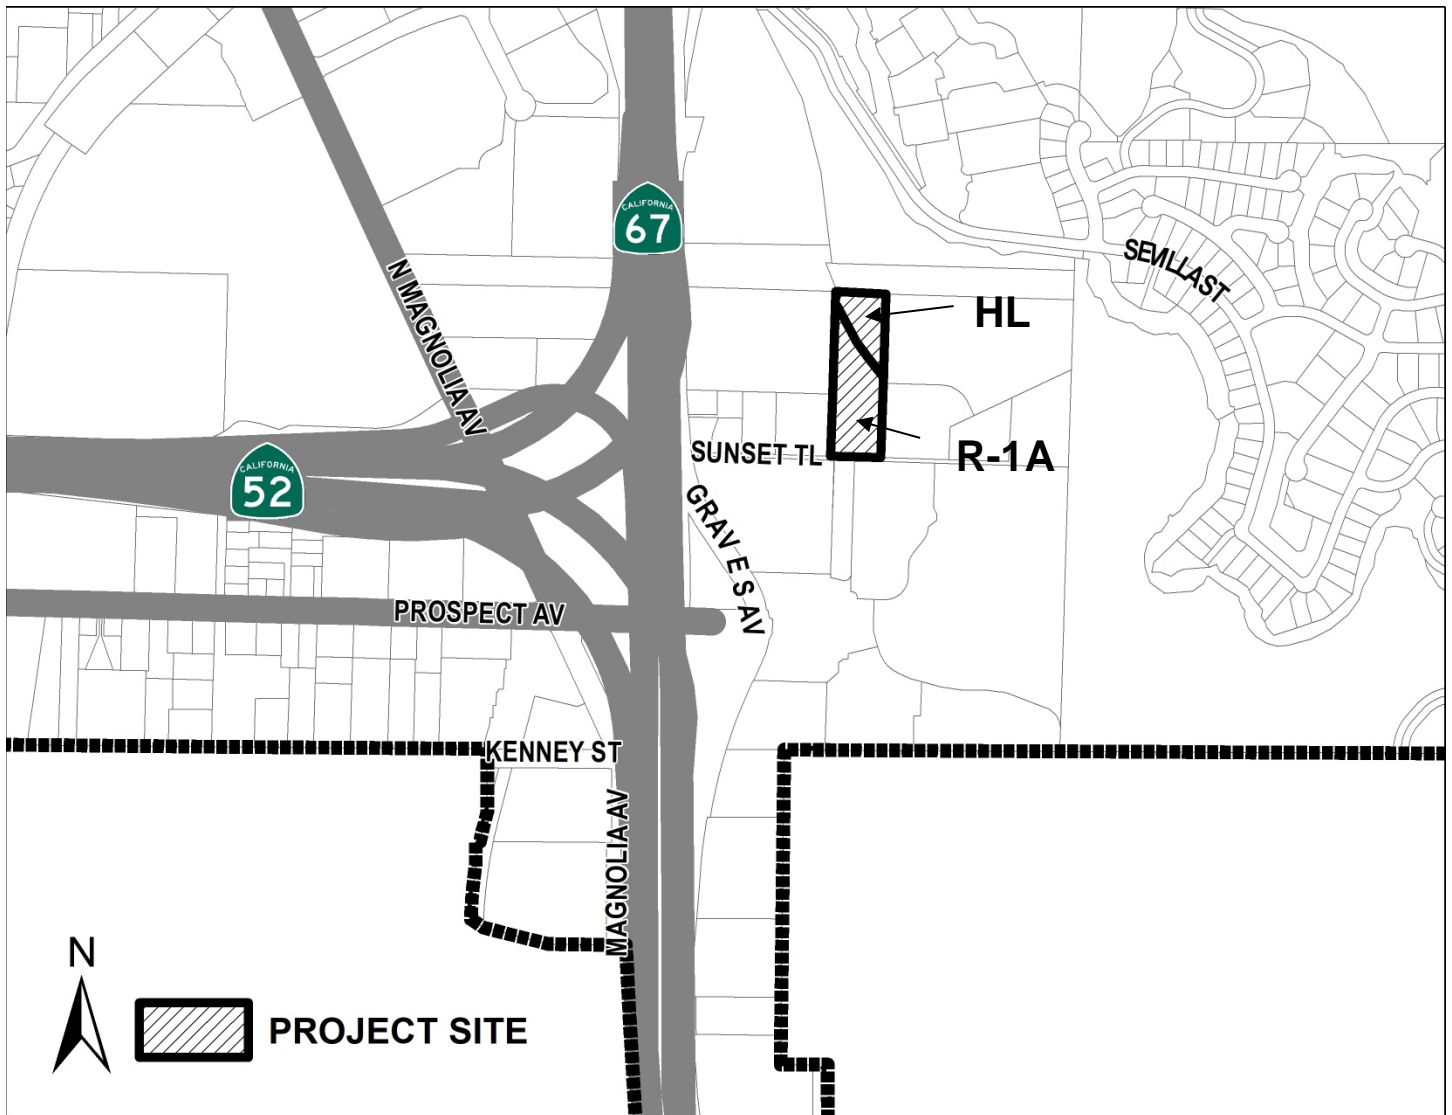 CALIFORNIA
67
SEVILLA ST
N MAGNOLIA AV
HL
SUNSET TL
R-1A
CALIFORNIA
52
GRAVES AV
PROSPECT AV
KENNEY ST
MAGNOLIA AV
N
PROJECT SITE